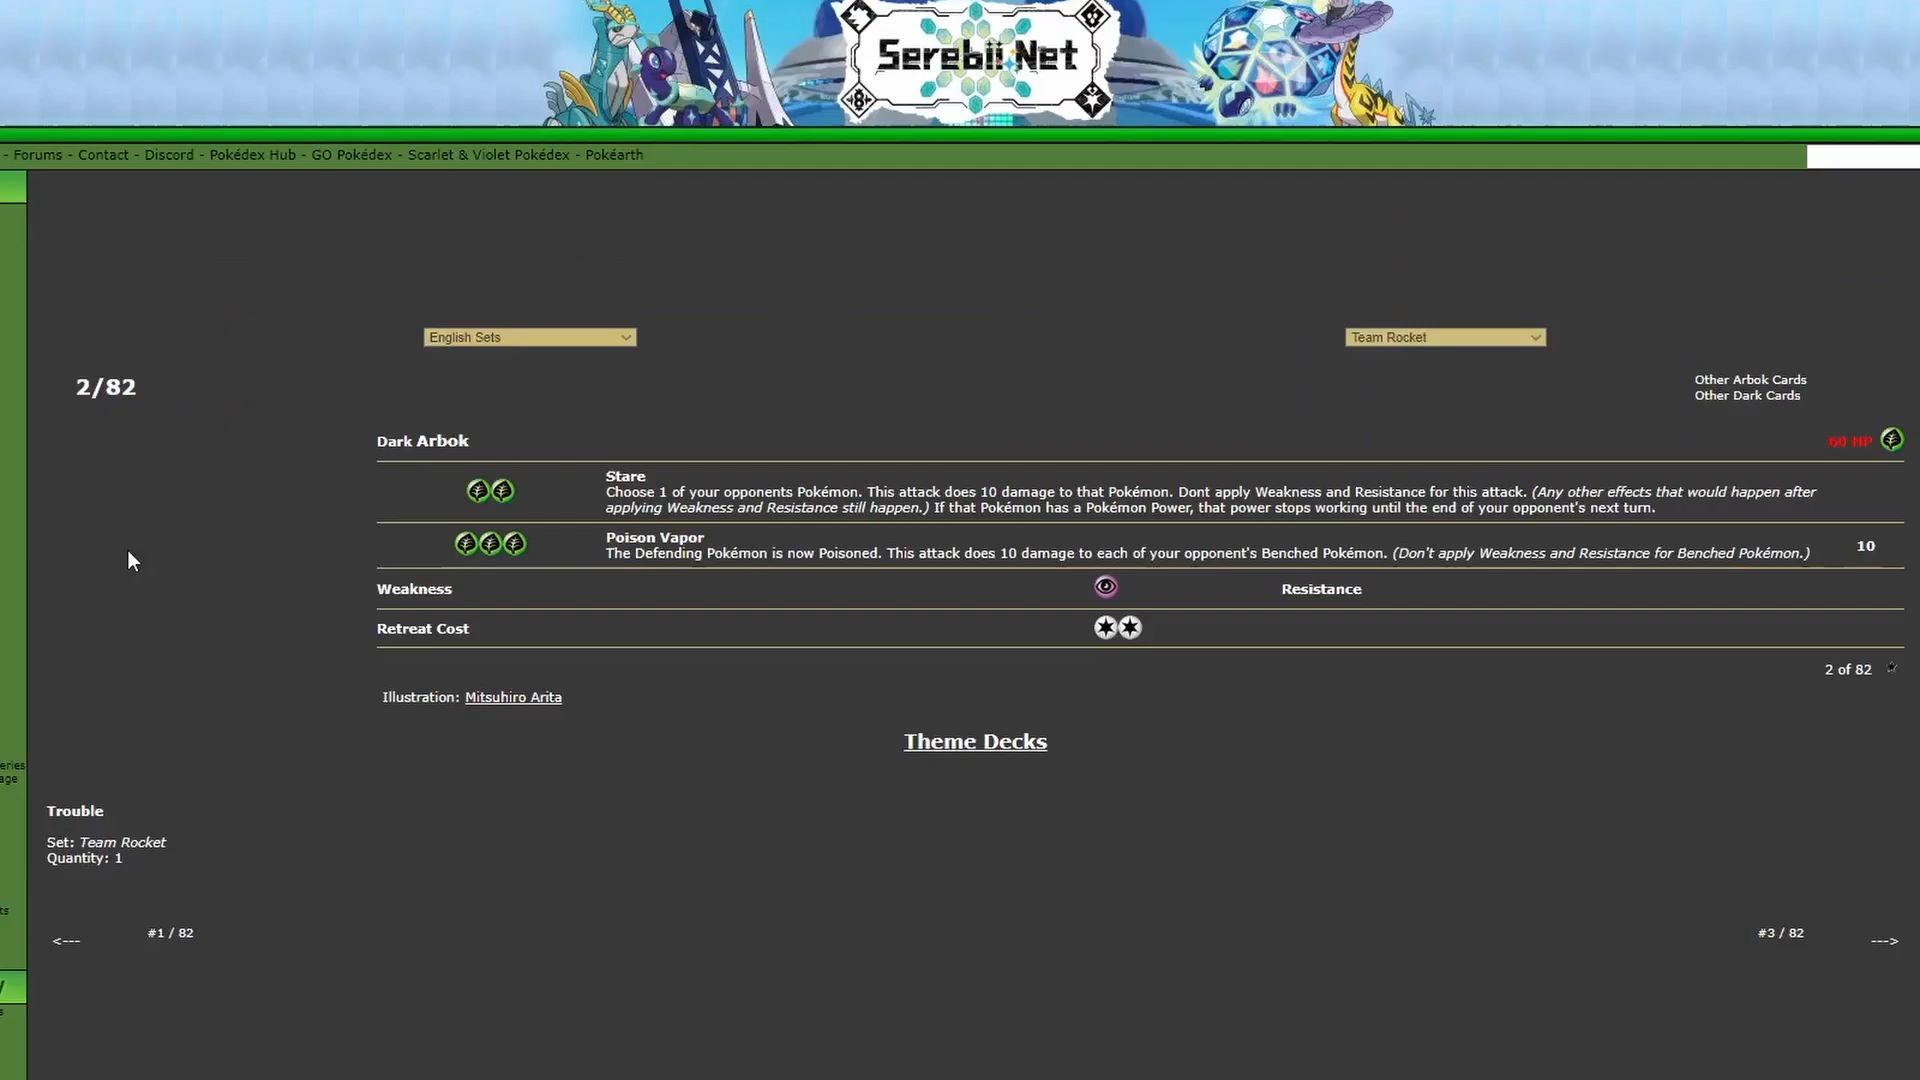 Serebii.Net
- Forums - Contact - Discord - Pokédex Hub - GO Pokédex - Scarlet & Violet Pokédex - Pokéarth
English Sets
Team Rocket
2/82
Other Arbok Cards
Other Dark Cards
Dark Arbok
60 HP
Stare
Choose 1 of your opponents Pokémon. This attack does 10 damage to that Pokémon. Dont apply Weakness and Resistance for this attack. (Any other effects that would happen after
applying Weakness and Resistance still happen.) If that Pokémon has a Pokémon Power, that power stops working until the end of your opponent's next turn.
Poison Vapor
The Defending Pokémon is now Poisoned. This attack does 10 damage to each of your opponent's Benched Pokémon. (Don't apply Weakness and Resistance for Benched Pokémon.)
10
Weakness
Resistance
Retreat Cost
2 of 82
Illustration: Mitsuhiro Arita
Theme Decks
eries
age
Trouble
Set: Team Rocket
Quantity: 1
ts
<---
#1 / 82
#3 / 82
--->